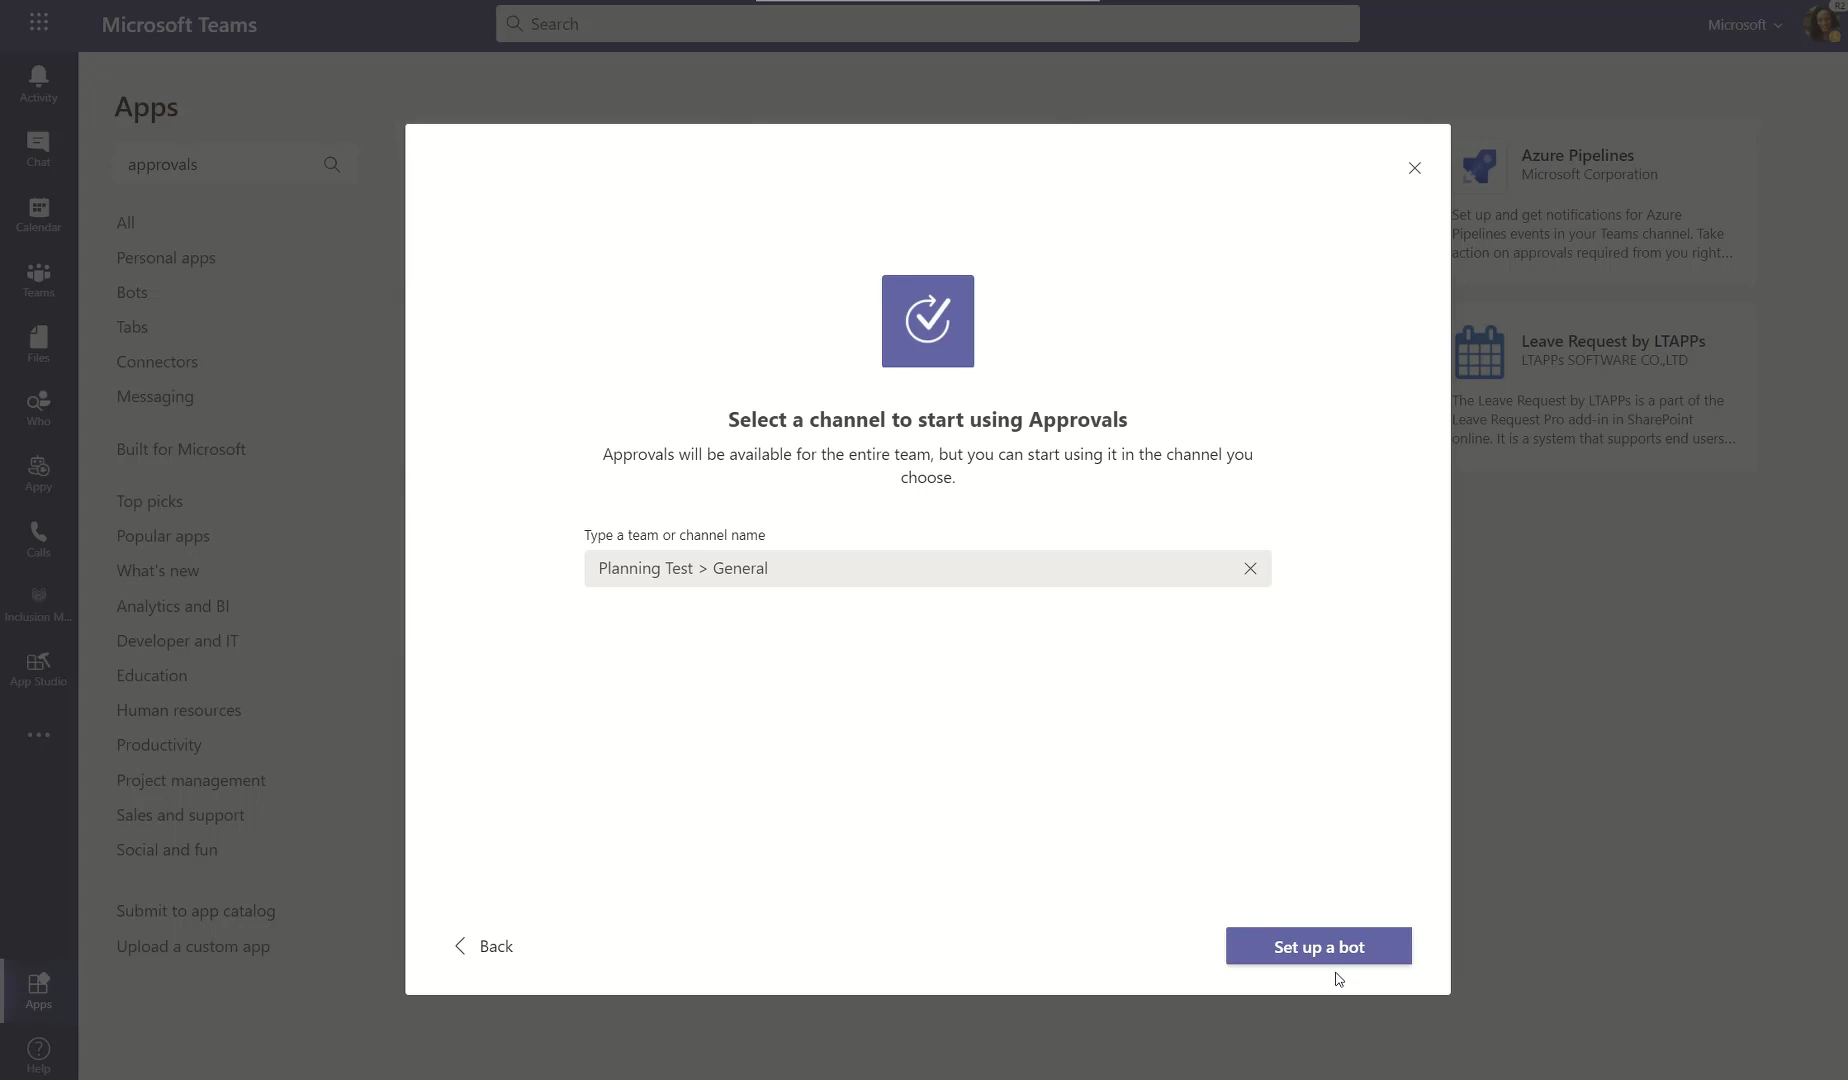 Microsoft Teams
Search
Microsoft
R2
Activity
Chat
Calendar
Teams
Files
Who
Appy
Calls
Inclusion M...
App Studio
Apps
Help
Apps
approvals
All
Personal apps
Bots
Tabs
Connectors
Messaging
Built for Microsoft
Top picks
Popular apps
What's new
Analytics and BI
Developer and IT
Education
Human resources
Productivity
Project management
Sales and support
Social and fun
Submit to app catalog
Upload a custom app
Select a channel to start using Approvals
Approvals will be available for the entire team, but you can start using it in the channel you
choose.
Type a team or channel name
Planning Test > General
Back
Set up a bot
Azure Pipelines
Microsoft Corporation
Set up and get notifications for Azure
Pipelines events in your Teams channel. Take
action on approvals required from you right...
Leave Request by LTAPPs
LTAPPs SOFTWARE CO.,LTD
The Leave Request by LTAPPs is a part of the
Leave Request Pro add-in in SharePoint
online. It is a system that supports end users...